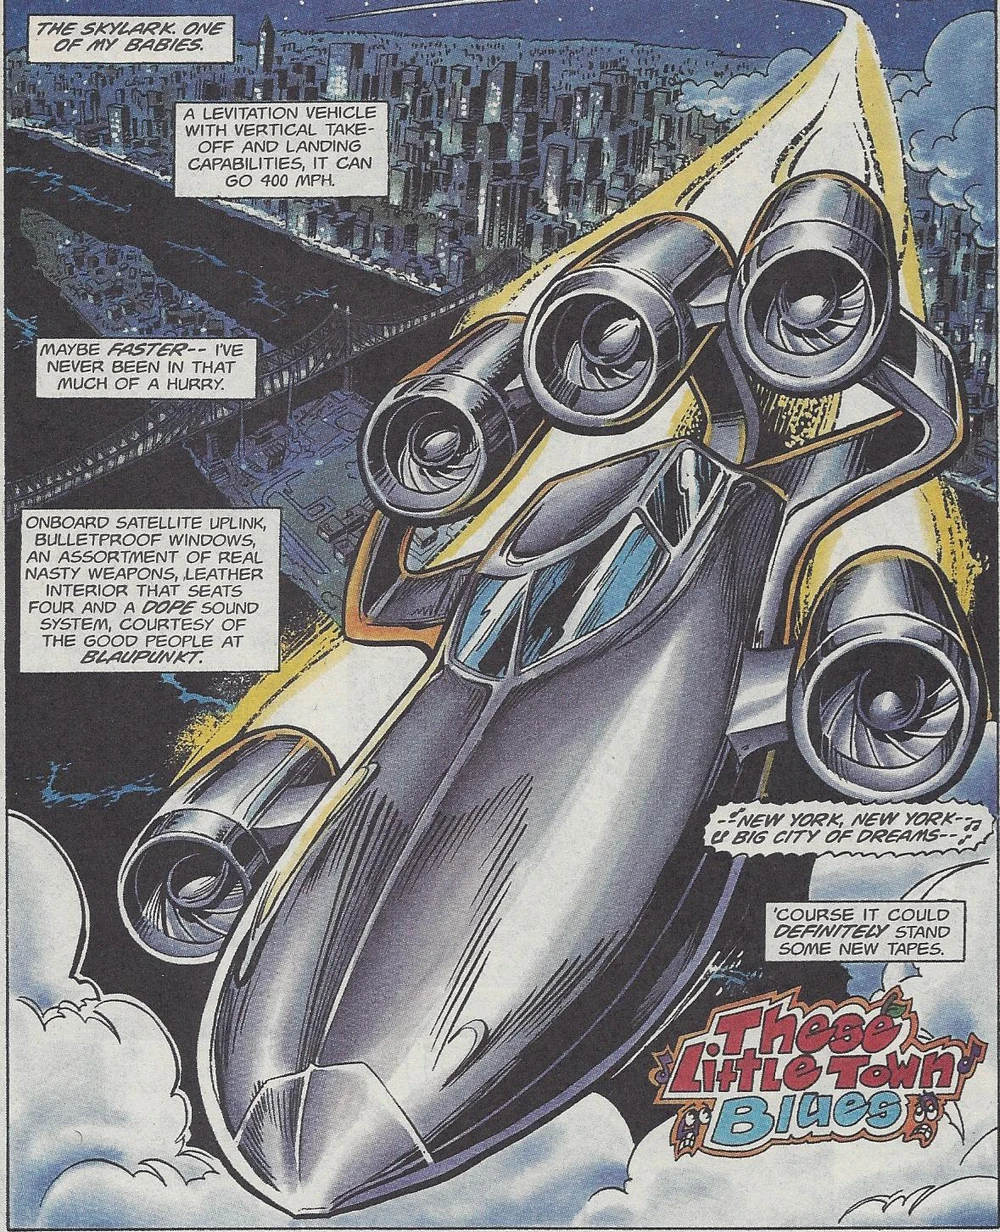 THE SKYLARK. ONE
OF MY BABIES.
A LEVITATION VEHICLE
WITH VERTICAL TAKE-
OFF AND LANDING
CAPABILITIES, IT CAN
GO 400 MPH.
MAYBE FASTER-- I'VE
NEVER BEEN IN THAT
MUCH OF A HURRY.
ONBOARD SATELLITE UPLINK,
BULLETPROOF WINDOWS,
AN ASSORTMENT OF REAL
NASTY WEAPONS, LEATHER
INTERIOR THAT SEATS
FOUR AND A DOPE SOUND
SYSTEM, COURTESY OF
THE GOOD PEOPLE AT
BLAUPUNKT.
--NEW YORK, NEW YORK--
BIG CITY OF DREAMS--
'COURSE IT COULD
DEFINITELY STAND
SOME NEW TAPES.
These
Little Town
Blues